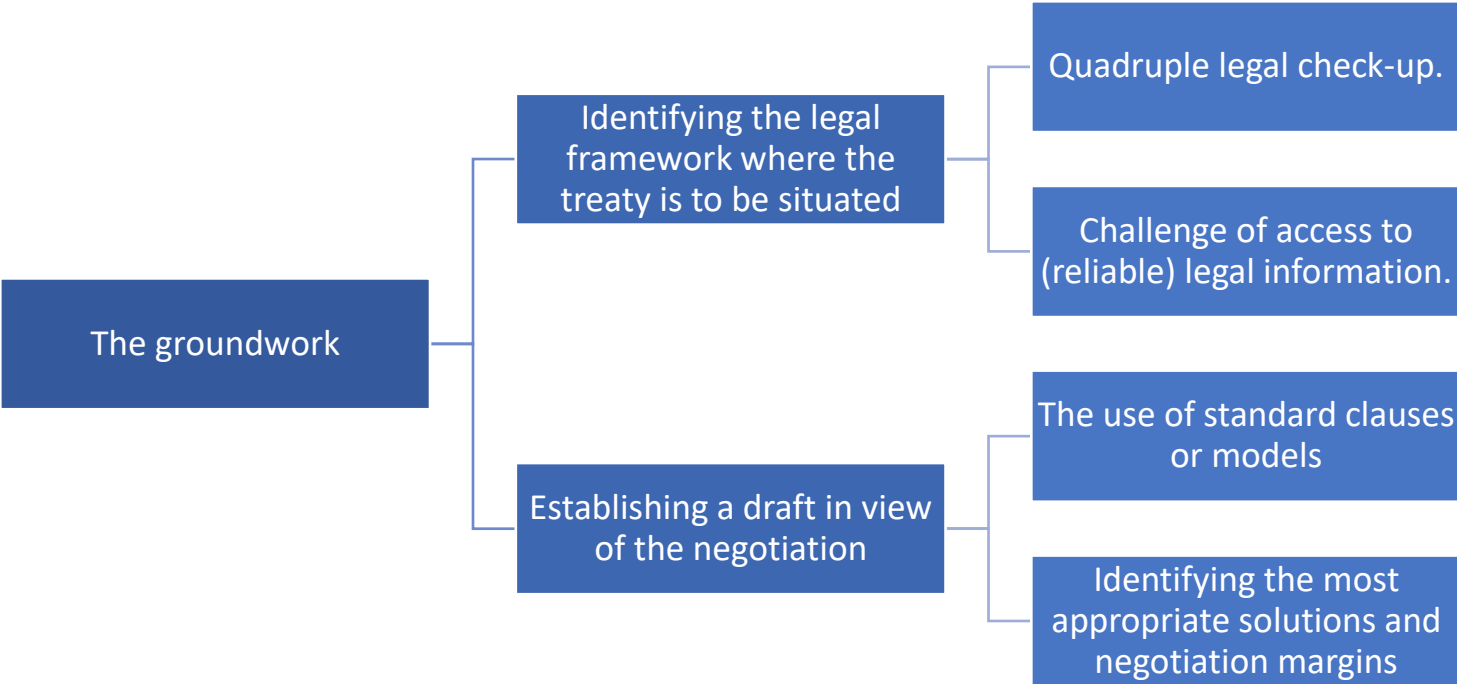 The groundwork
Identifying the legal
framework where the
treaty is to be situated
Quadruple legal check-up.
Challenge of access to
(reliable) legal information.
Establishing a draft in view
of the negotiation
The use of standard clauses
or models
Identifying the most
appropriate solutions and
negotiation margins